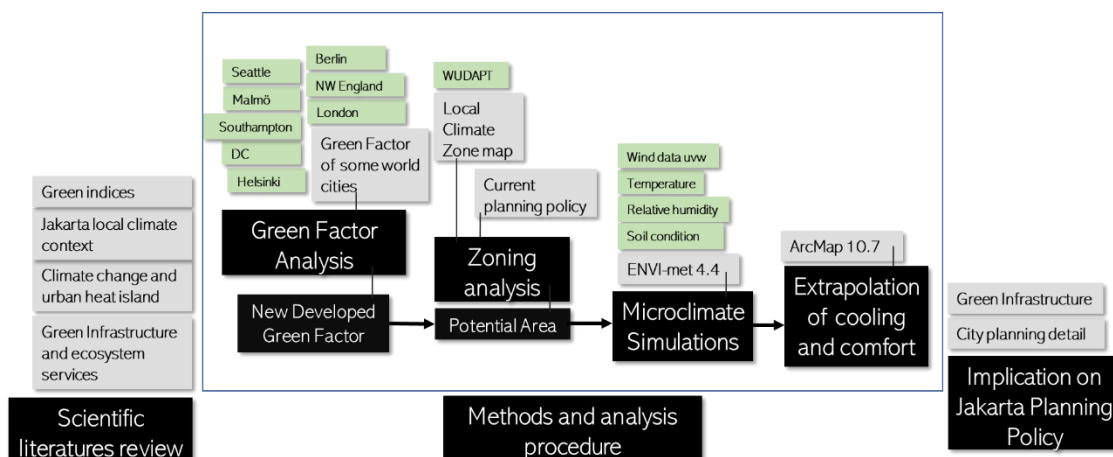 Green indices
Jakarta local climate
context
Climate change and
urban heat island
Green Infrastructure
and ecosystem
services
Scientific
literatures review
Seattle
Malmö
Southampton
DC
Helsinki
Berlin
NW England
London
Green Factor
of some world
cities
Green Factor
Analysis
New Developed
Green Factor
WUDAPT
Local
Climate
Zone map
Current
planning policy
Zoning
analysis
Potential Area
Wind data uvw
Temperature
Relative humidity
Soil condition
ENVI-met 4.4
Microclimate
Simulations
ArcMap 10.7
Extrapolation
of cooling
and comfort
Methods and analysis
procedure
Green Infrastructure
City planning detail
Implication on
Jakarta Planning
Policy